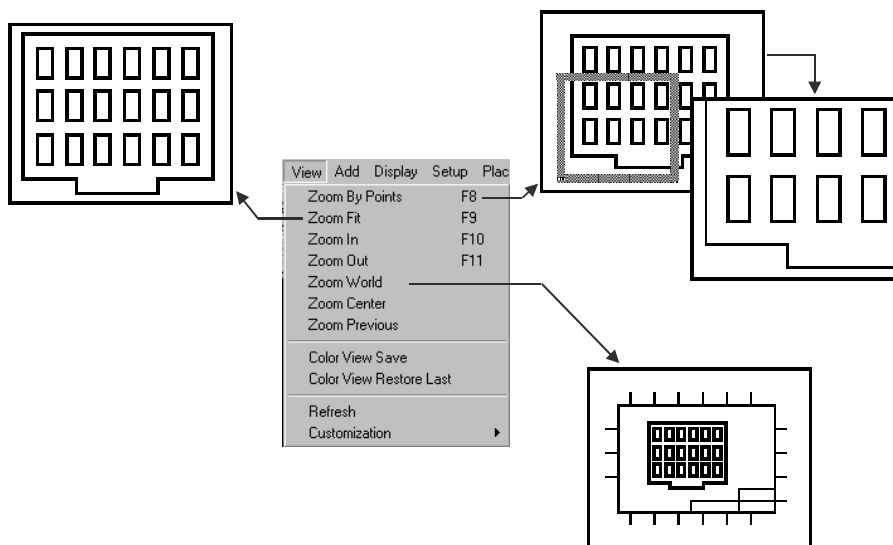 View Add Display Setup Plac
Zoom By Points F8
Zoom Fit F9
Zoom In F10
Zoom Out F11
Zoom World
Zoom Center
Zoom Previous
Color View Save
Color View Restore Last
Refresh
Customization